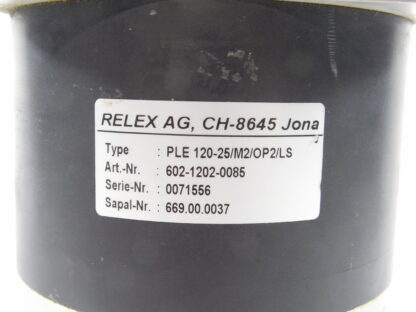 RELEX AG, CH-8645 Jona
Type : PLE 120-25/M2/OP2/LS
Art.-Nr. : 602-1202-0085
Serie-Nr. : 0071556
Sapal-Nr. : 669.00.0037